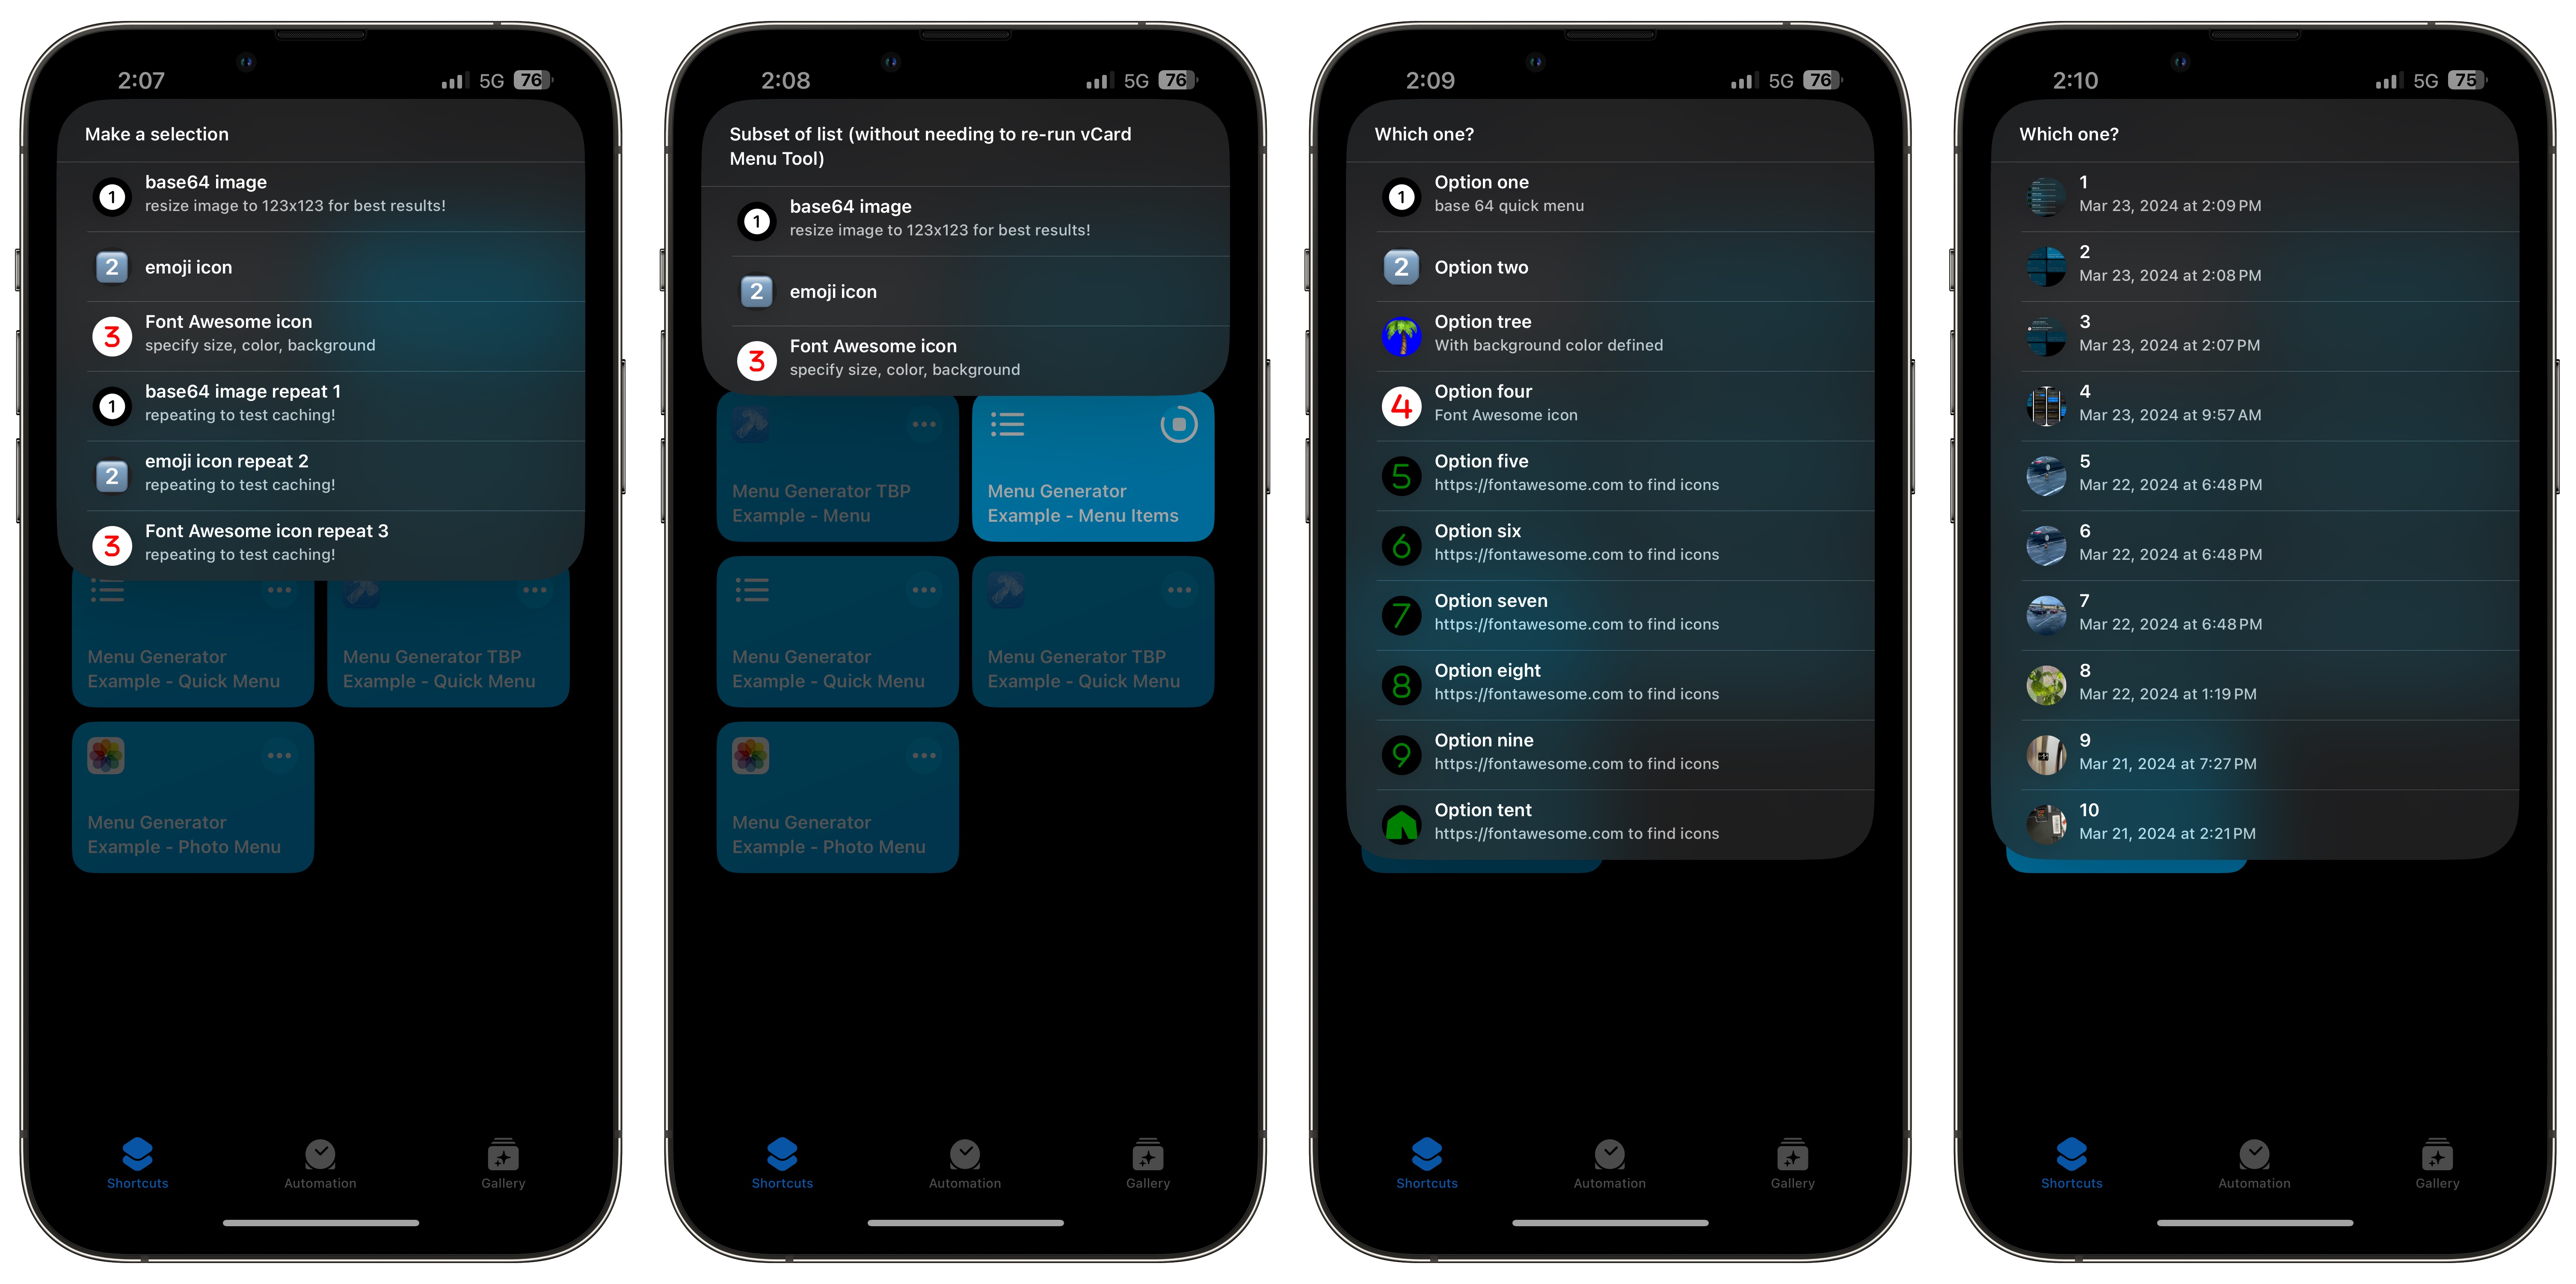 2:07
5G 76
Make a selection
1
base64 image
resize image to 123x123 for best results!
2
emoji icon
3
Font Awesome icon
specify size, color, background
1
base64 image repeat 1
repeating to test caching!
2
emoji icon repeat 2
repeating to test caching!
3
Font Awesome icon repeat 3
repeating to test caching!
Menu Generator
Example - Quick Menu
Menu Generator TBP
Example - Quick Menu
Menu Generator
Example - Photo Menu
Shortcuts
Automation
Gallery
2:08
5G 76
Subset of list (without needing to re-run vCard
Menu Tool)
1
base64 image
resize image to 123x123 for best results!
2
emoji icon
3
Font Awesome icon
specify size, color, background
Menu Generator TBP
Example - Menu
Menu Generator
Example - Menu Items
Menu Generator
Example - Quick Menu
Menu Generator TBP
Example - Quick Menu
Menu Generator
Example - Photo Menu
Shortcuts
Automation
Gallery
2:09
5G 76
Which one?
1
Option one
base 64 quick menu
2
Option two
Option tree
With background color defined
4
Option four
Font Awesome icon
5
Option five
https://fontawesome.com to find icons
6
Option six
https://fontawesome.com to find icons
7
Option seven
https://fontawesome.com to find icons
8
Option eight
https://fontawesome.com to find icons
9
Option nine
https://fontawesome.com to find icons
Option tent
https://fontawesome.com to find icons
Shortcuts
Automation
Gallery
2:10
5G 75
Which one?
1
Mar 23, 2024 at 2:09 PM
2
Mar 23, 2024 at 2:08 PM
3
Mar 23, 2024 at 2:07 PM
4
Mar 23, 2024 at 9:57 AM
5
Mar 22, 2024 at 6:48 PM
6
Mar 22, 2024 at 6:48 PM
7
Mar 22, 2024 at 6:48 PM
8
Mar 22, 2024 at 1:19 PM
9
Mar 21, 2024 at 7:27 PM
10
Mar 21, 2024 at 2:21 PM
Shortcuts
Automation
Gallery